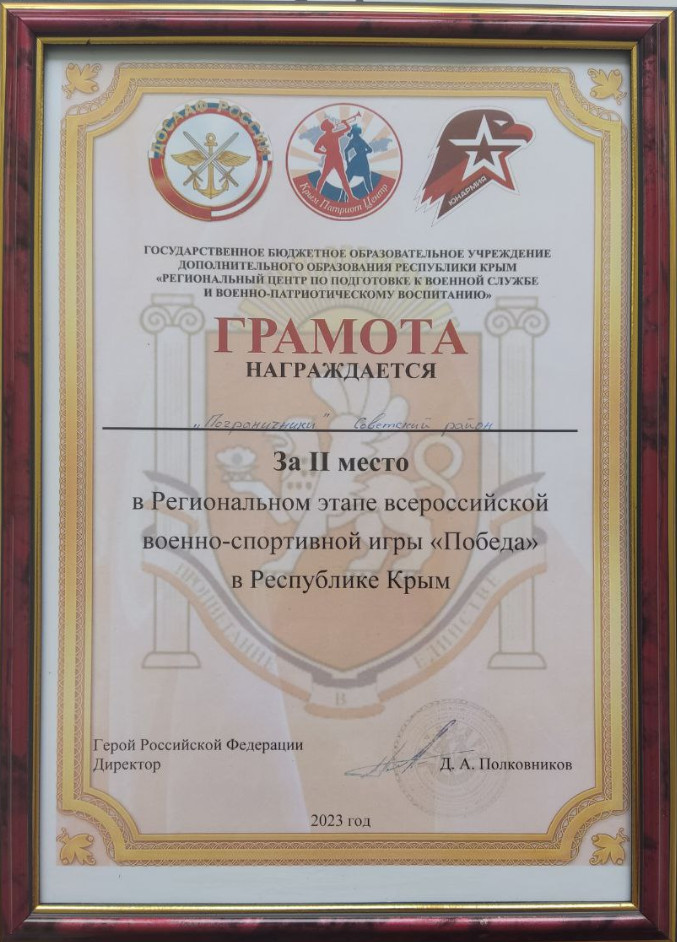 ДОСААФ РОССИИ
Крым Патриот Центр
ЮНАРМИЯ
ГОСУДАРСТВЕННОЕ БЮДЖЕТНОЕ ОБРАЗОВАТЕЛЬНОЕ УЧРЕЖДЕНИЕ
ДОПОЛНИТЕЛЬНОГО ОБРАЗОВАНИЯ РЕСПУБЛИКИ КРЫМ
«РЕГИОНАЛЬНЫЙ ЦЕНТР ПО ПОДГОТОВКЕ К ВОЕННОЙ СЛУЖБЕ
И ВОЕННО-ПАТРИОТИЧЕСКОМУ ВОСПИТАНИЮ»
ГРАМОТА
НАГРАЖДАЕТСЯ
„Пограничники" Советский район
За II место
в Региональном этапе всероссийской
военно-спортивной игры «Победа»
в Республике Крым
ПРОЦВЕТАНИЕ В ЕДИНСТВЕ
Герой Российской Федерации
Директор Д. А. Полковников
2023 год